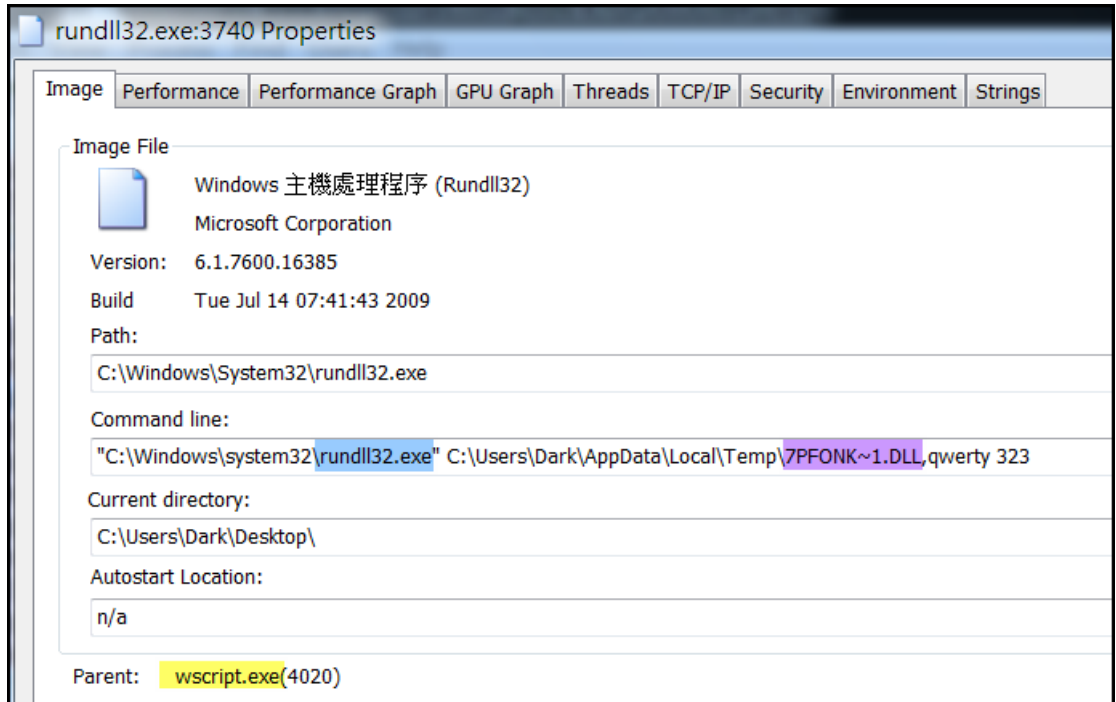 rundll32.exe:3740 Properties
Image Performance Performance Graph GPU Graph Threads TCP/IP Security Environment Strings
Image File
Windows 主機處理程序 (Rundll32)
Microsoft Corporation
Version: 6.1.7600.16385
Build Tue Jul 14 07:41:43 2009
Path:
C:\Windows\System32\rundll32.exe
Command line:
"C:\Windows\system32\rundll32.exe" C:\Users\Dark\AppData\Local\Temp\7PFONK~1.DLL,qwerty 323
Current directory:
C:\Users\Dark\Desktop\
Autostart Location:
n/a
Parent: wscript.exe(4020)